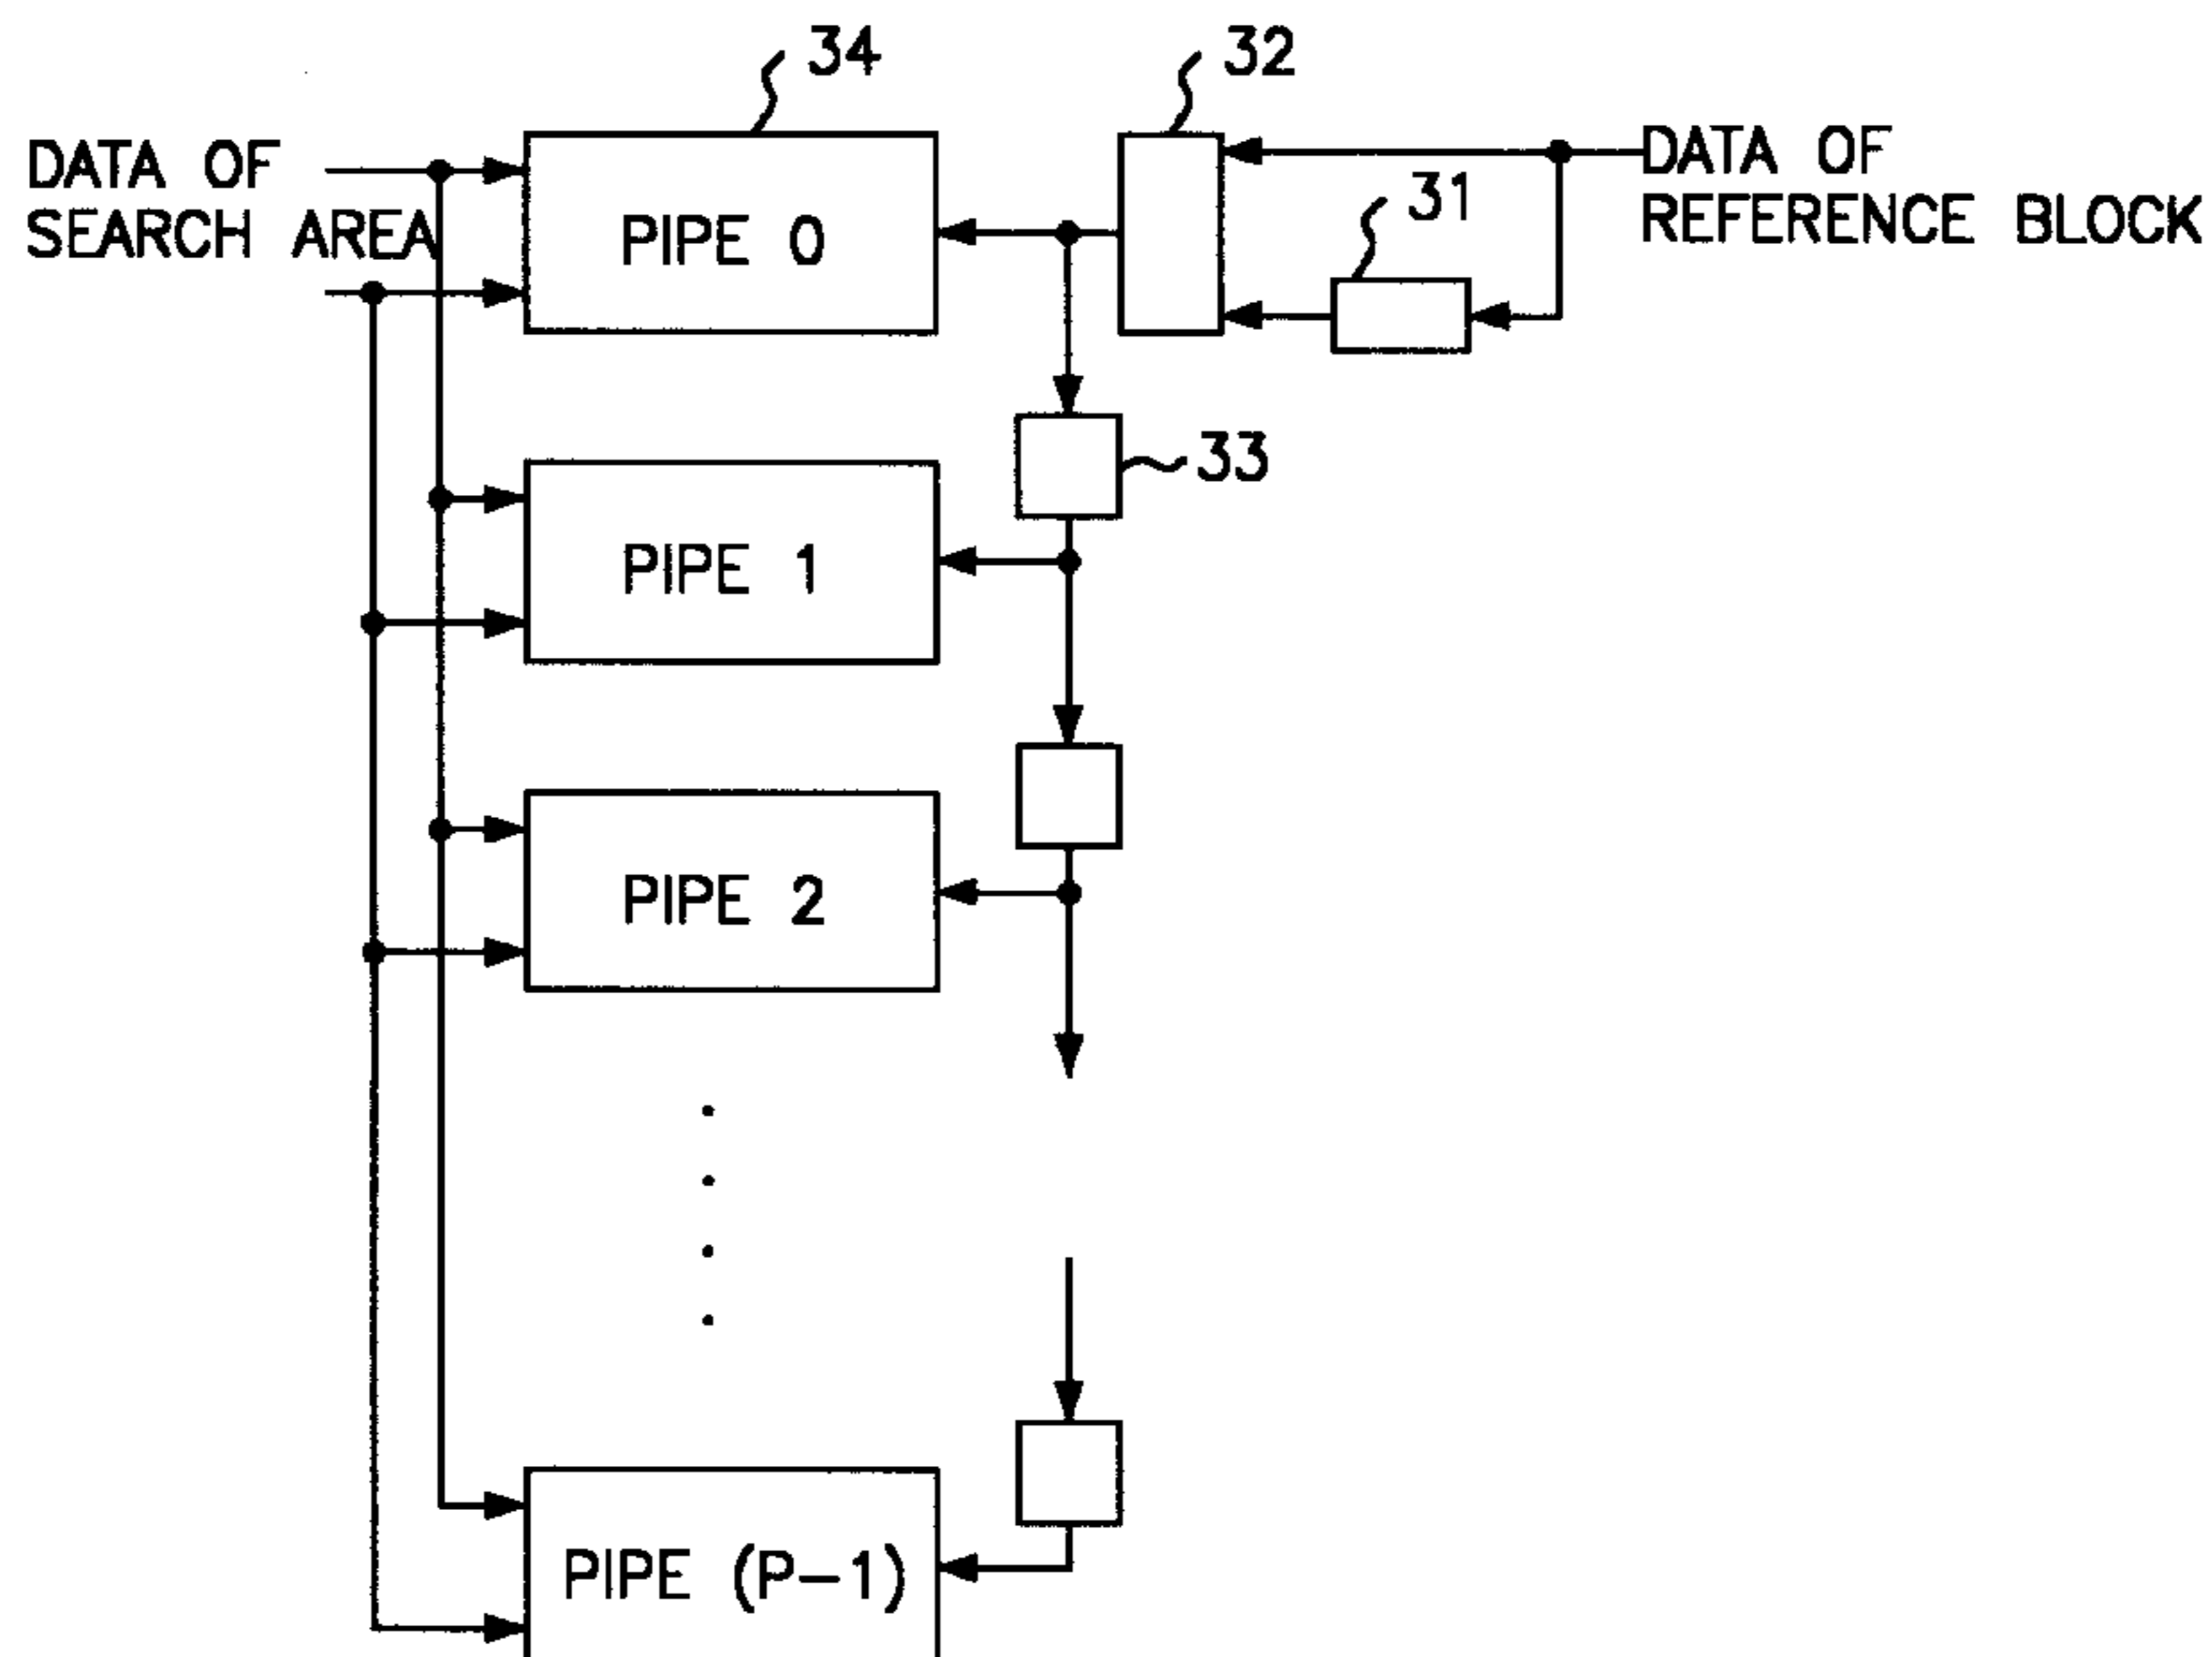 34
32
DATA OF
SEARCH AREA
DATA OF
REFERENCE BLOCK
31
PIPE 0
33
PIPE 1
PIPE 2
PIPE (P-1)